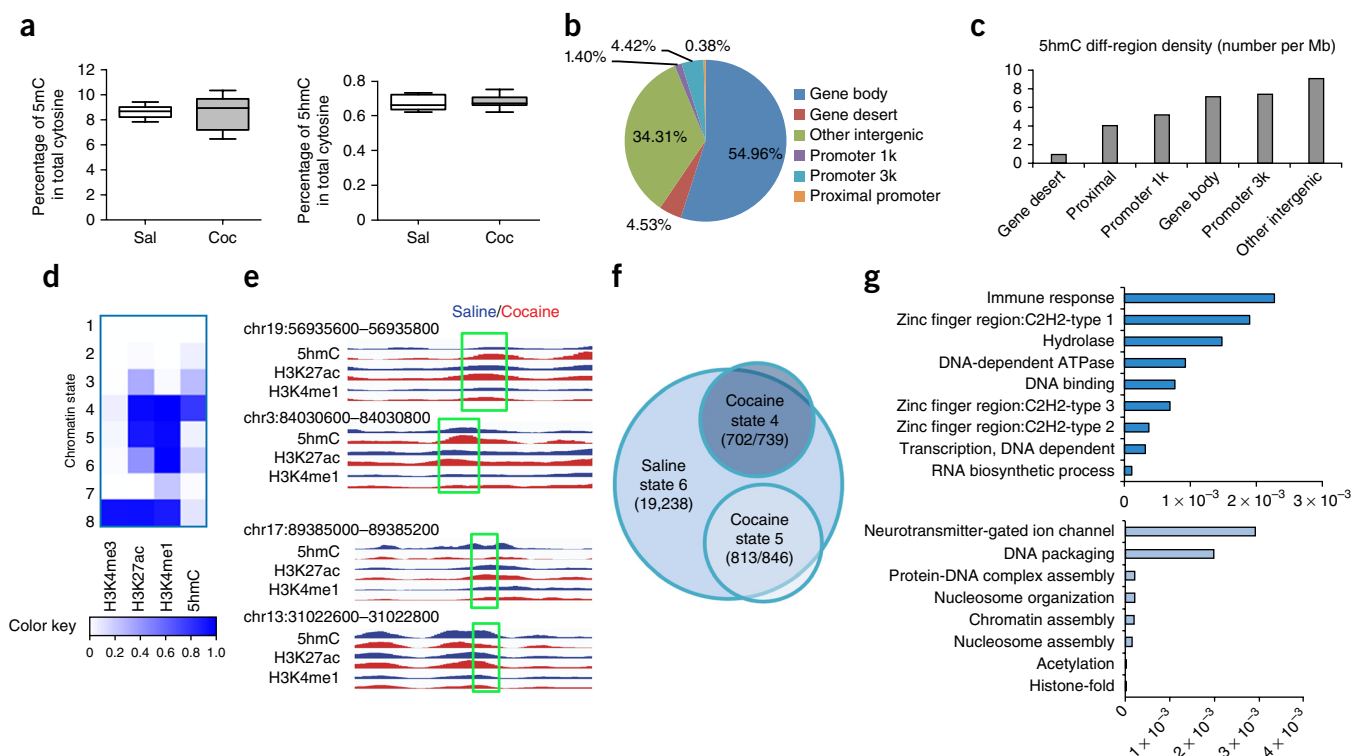 a
Percentage of 5mC
in total cytosine
12
10
8
6
4
2
0
Sal
Coc
Percentage of 5hmC
in total cytosine
0.8
0.6
0.4
0.2
0
Sal
Coc
b
4.42%
0.38%
1.40%
34.31%
54.96%
4.53%
Gene body
Gene desert
Other intergenic
Promoter 1k
Promoter 3k
Proximal promoter
c
5hmC diff-region density (number per Mb)
10
8
6
4
2
0
Gene desert
Proximal
Promoter 1k
Gene body
Promoter 3k
Other intergenic
d
Chromatin state
1
2
3
4
5
6
7
8
H3K4me3
H3K27ac
H3K4me1
5hmC
Color key
0 0.2 0.4 0.6 0.8 1.0
e
Saline/Cocaine
chr19:56935600–56935800
5hmC
H3K27ac
H3K4me1
chr3:84030600–84030800
5hmC
H3K27ac
H3K4me1
chr17:89385000–89385200
5hmC
H3K27ac
H3K4me1
chr13:31022600–31022800
5hmC
H3K27ac
H3K4me1
f
Cocaine
state 4
(702/739)
Saline
state 6
(19,238)
Cocaine
state 5
(813/846)
g
Immune response
Zinc finger region:C2H2-type 1
Hydrolase
DNA-dependent ATPase
DNA binding
Zinc finger region:C2H2-type 3
Zinc finger region:C2H2-type 2
Transcription, DNA dependent
RNA biosynthetic process
0 1 × 10⁻³ 2 × 10⁻³ 3 × 10⁻³
Neurotransmitter-gated ion channel
DNA packaging
Protein-DNA complex assembly
Nucleosome organization
Chromatin assembly
Nucleosome assembly
Acetylation
Histone-fold
0
1 × 10⁻³
2 × 10⁻³
3 × 10⁻³
4 × 10⁻³